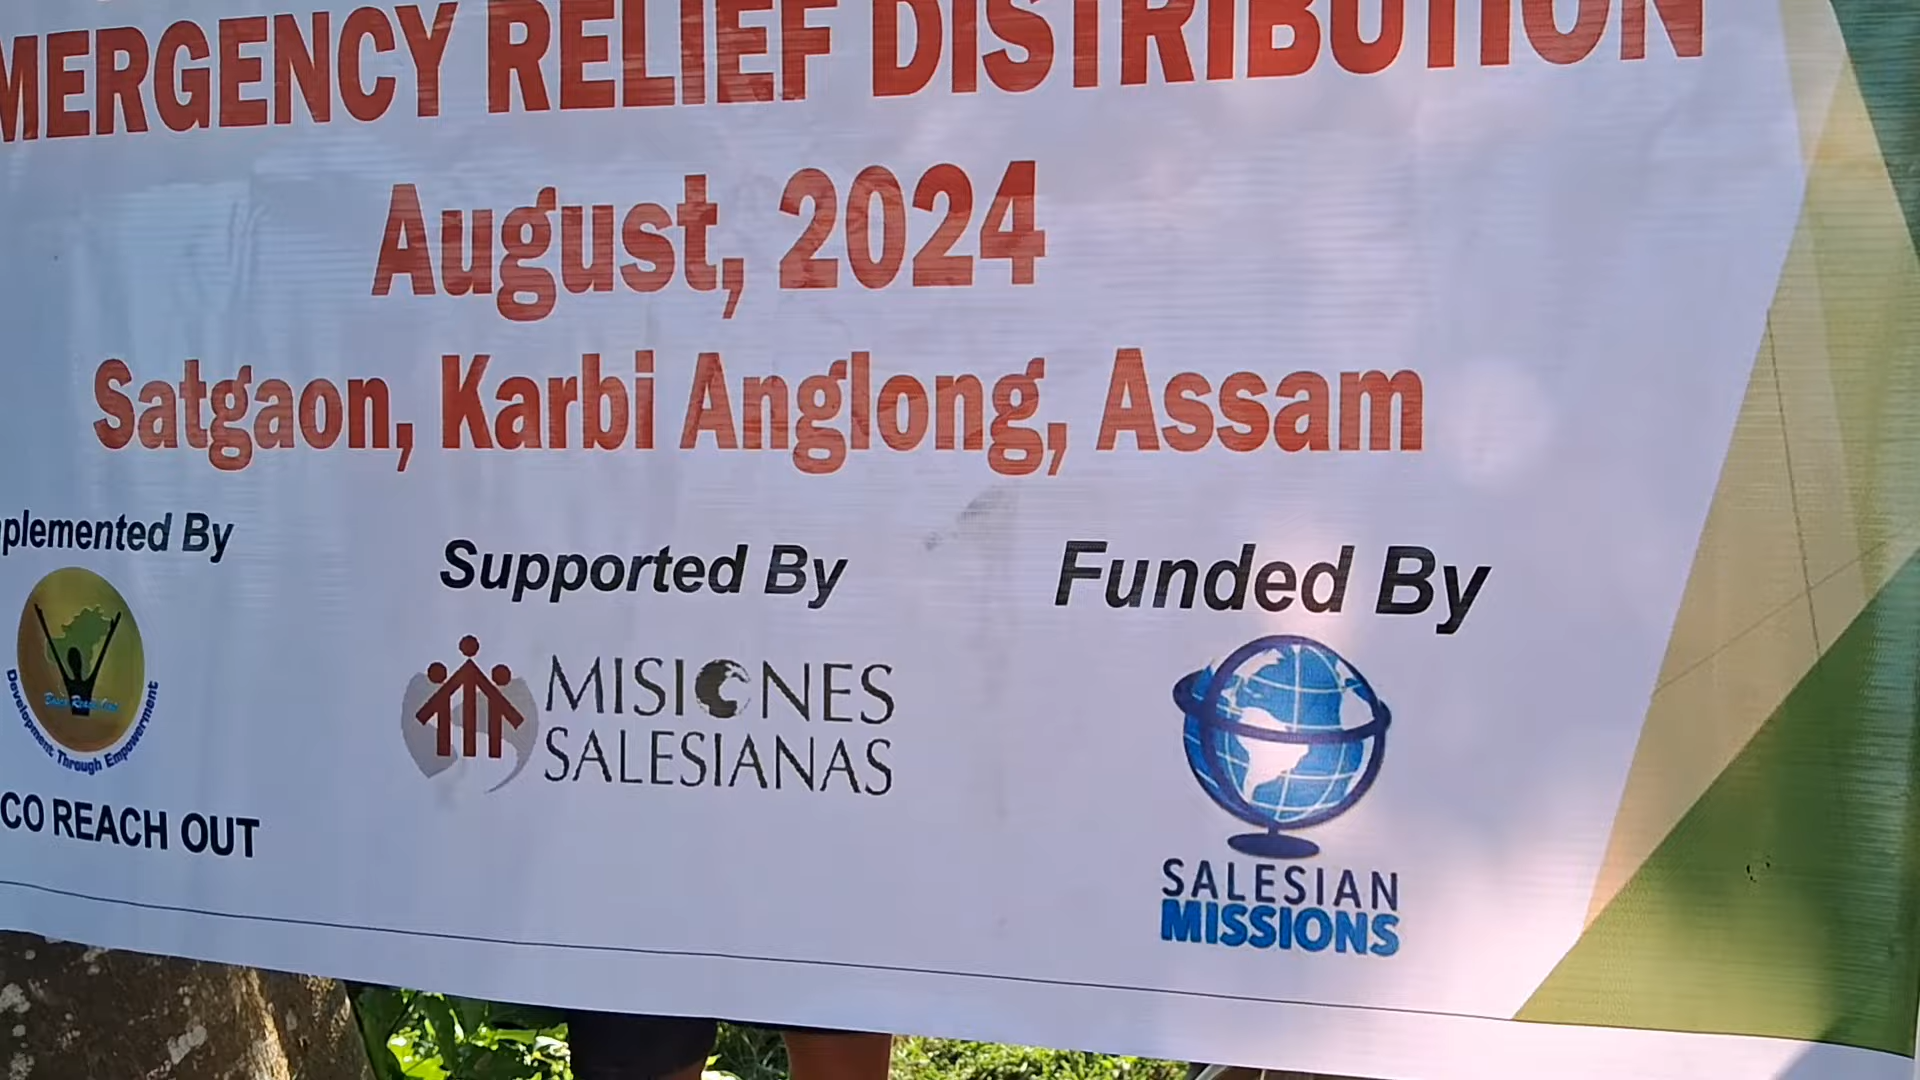 MERGENCY RELIEF DISTRIBUTION
August, 2024
Satgaon, Karbi Anglong, Assam
plemented By
Supported By
Funded By
Development Through Empowerment
CO REACH OUT
MISIONES
SALESIANAS
SALESIAN
MISSIONS